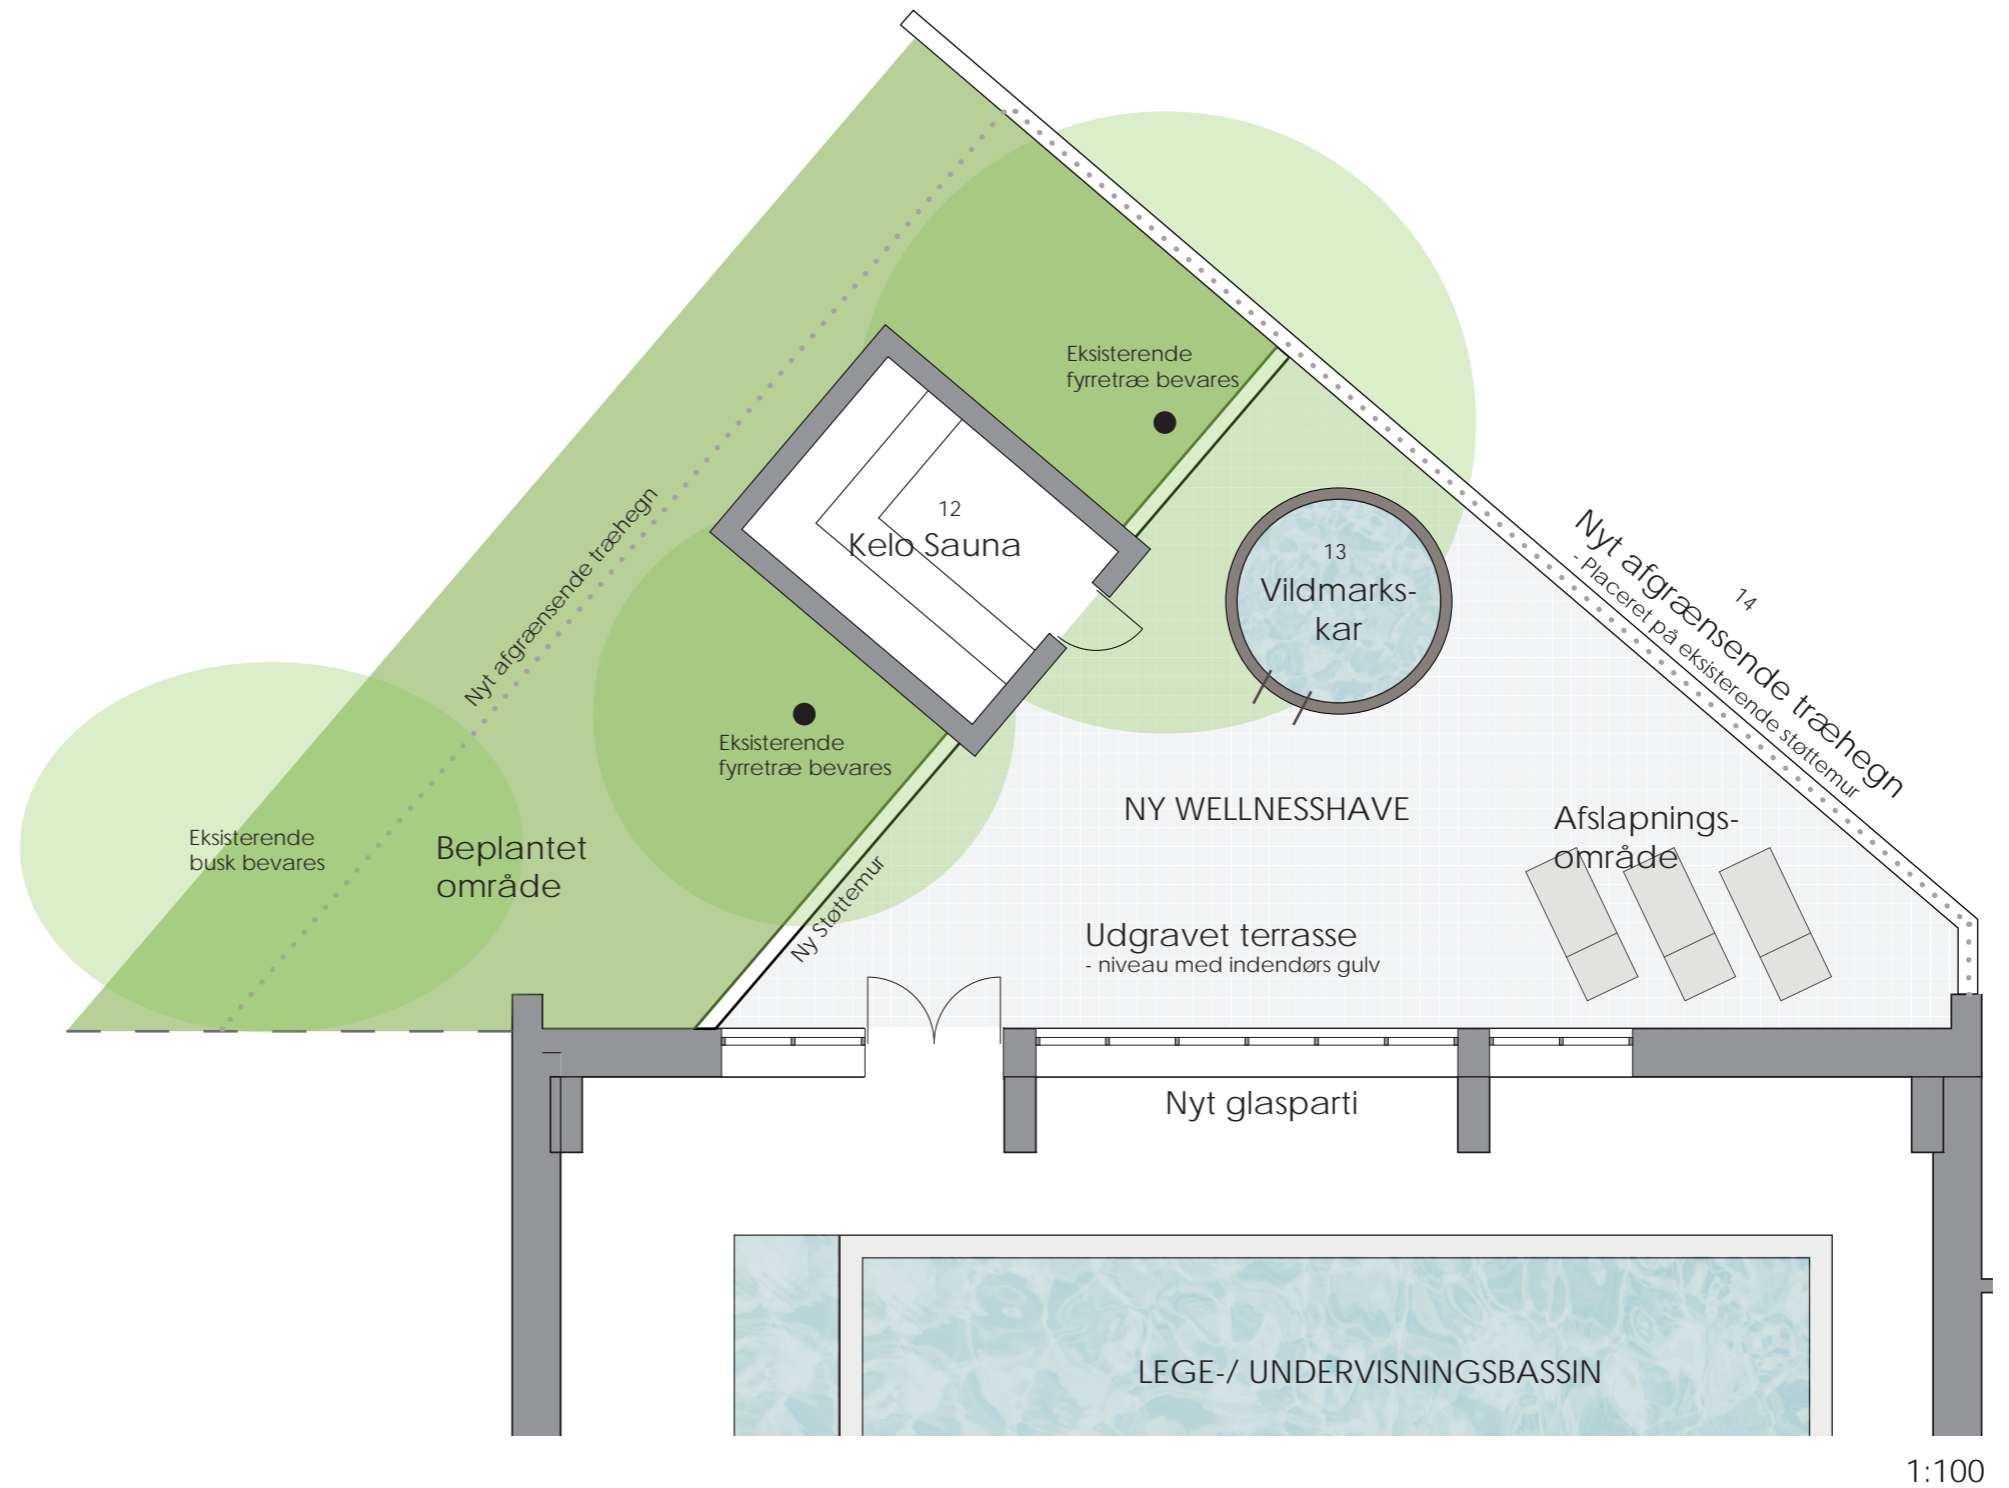 Eksisterende
fyrretræ bevares
12
Kelo Sauna
13
Vildmarks-
kar
14
Nyt afgrænsende træhegn
- Placeret på eksisterende støttemur
Nyt afgrænsende træhegn
Eksisterende
fyrretræ bevares
Eksisterende
busk bevares
Beplantet
område
Ny Støttemur
NY WELLNESSHAVE
Afslapnings-
område
Udgravet terrasse
- niveau med indendørs gulv
Nyt glasparti
LEGE-/ UNDERVISNINGSBASSIN
1:100